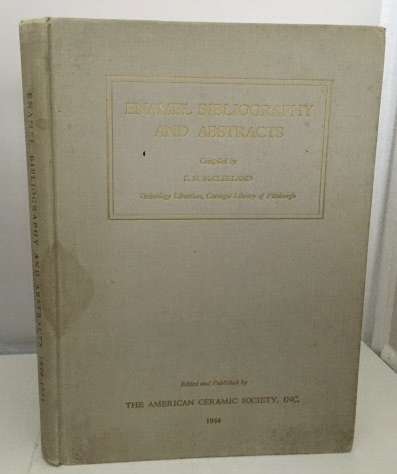 ENAMEL BIBLIOGRAPHY
AND ABSTRACTS
Compiled by
E. H. McCLELLAND
Technology Librarian, Carnegie Library of Pittsburgh
Edited and Published by
THE AMERICAN CERAMIC SOCIETY, INC.
1944
ENAMEL BIBLIOGRAPHY AND ABSTRACTS